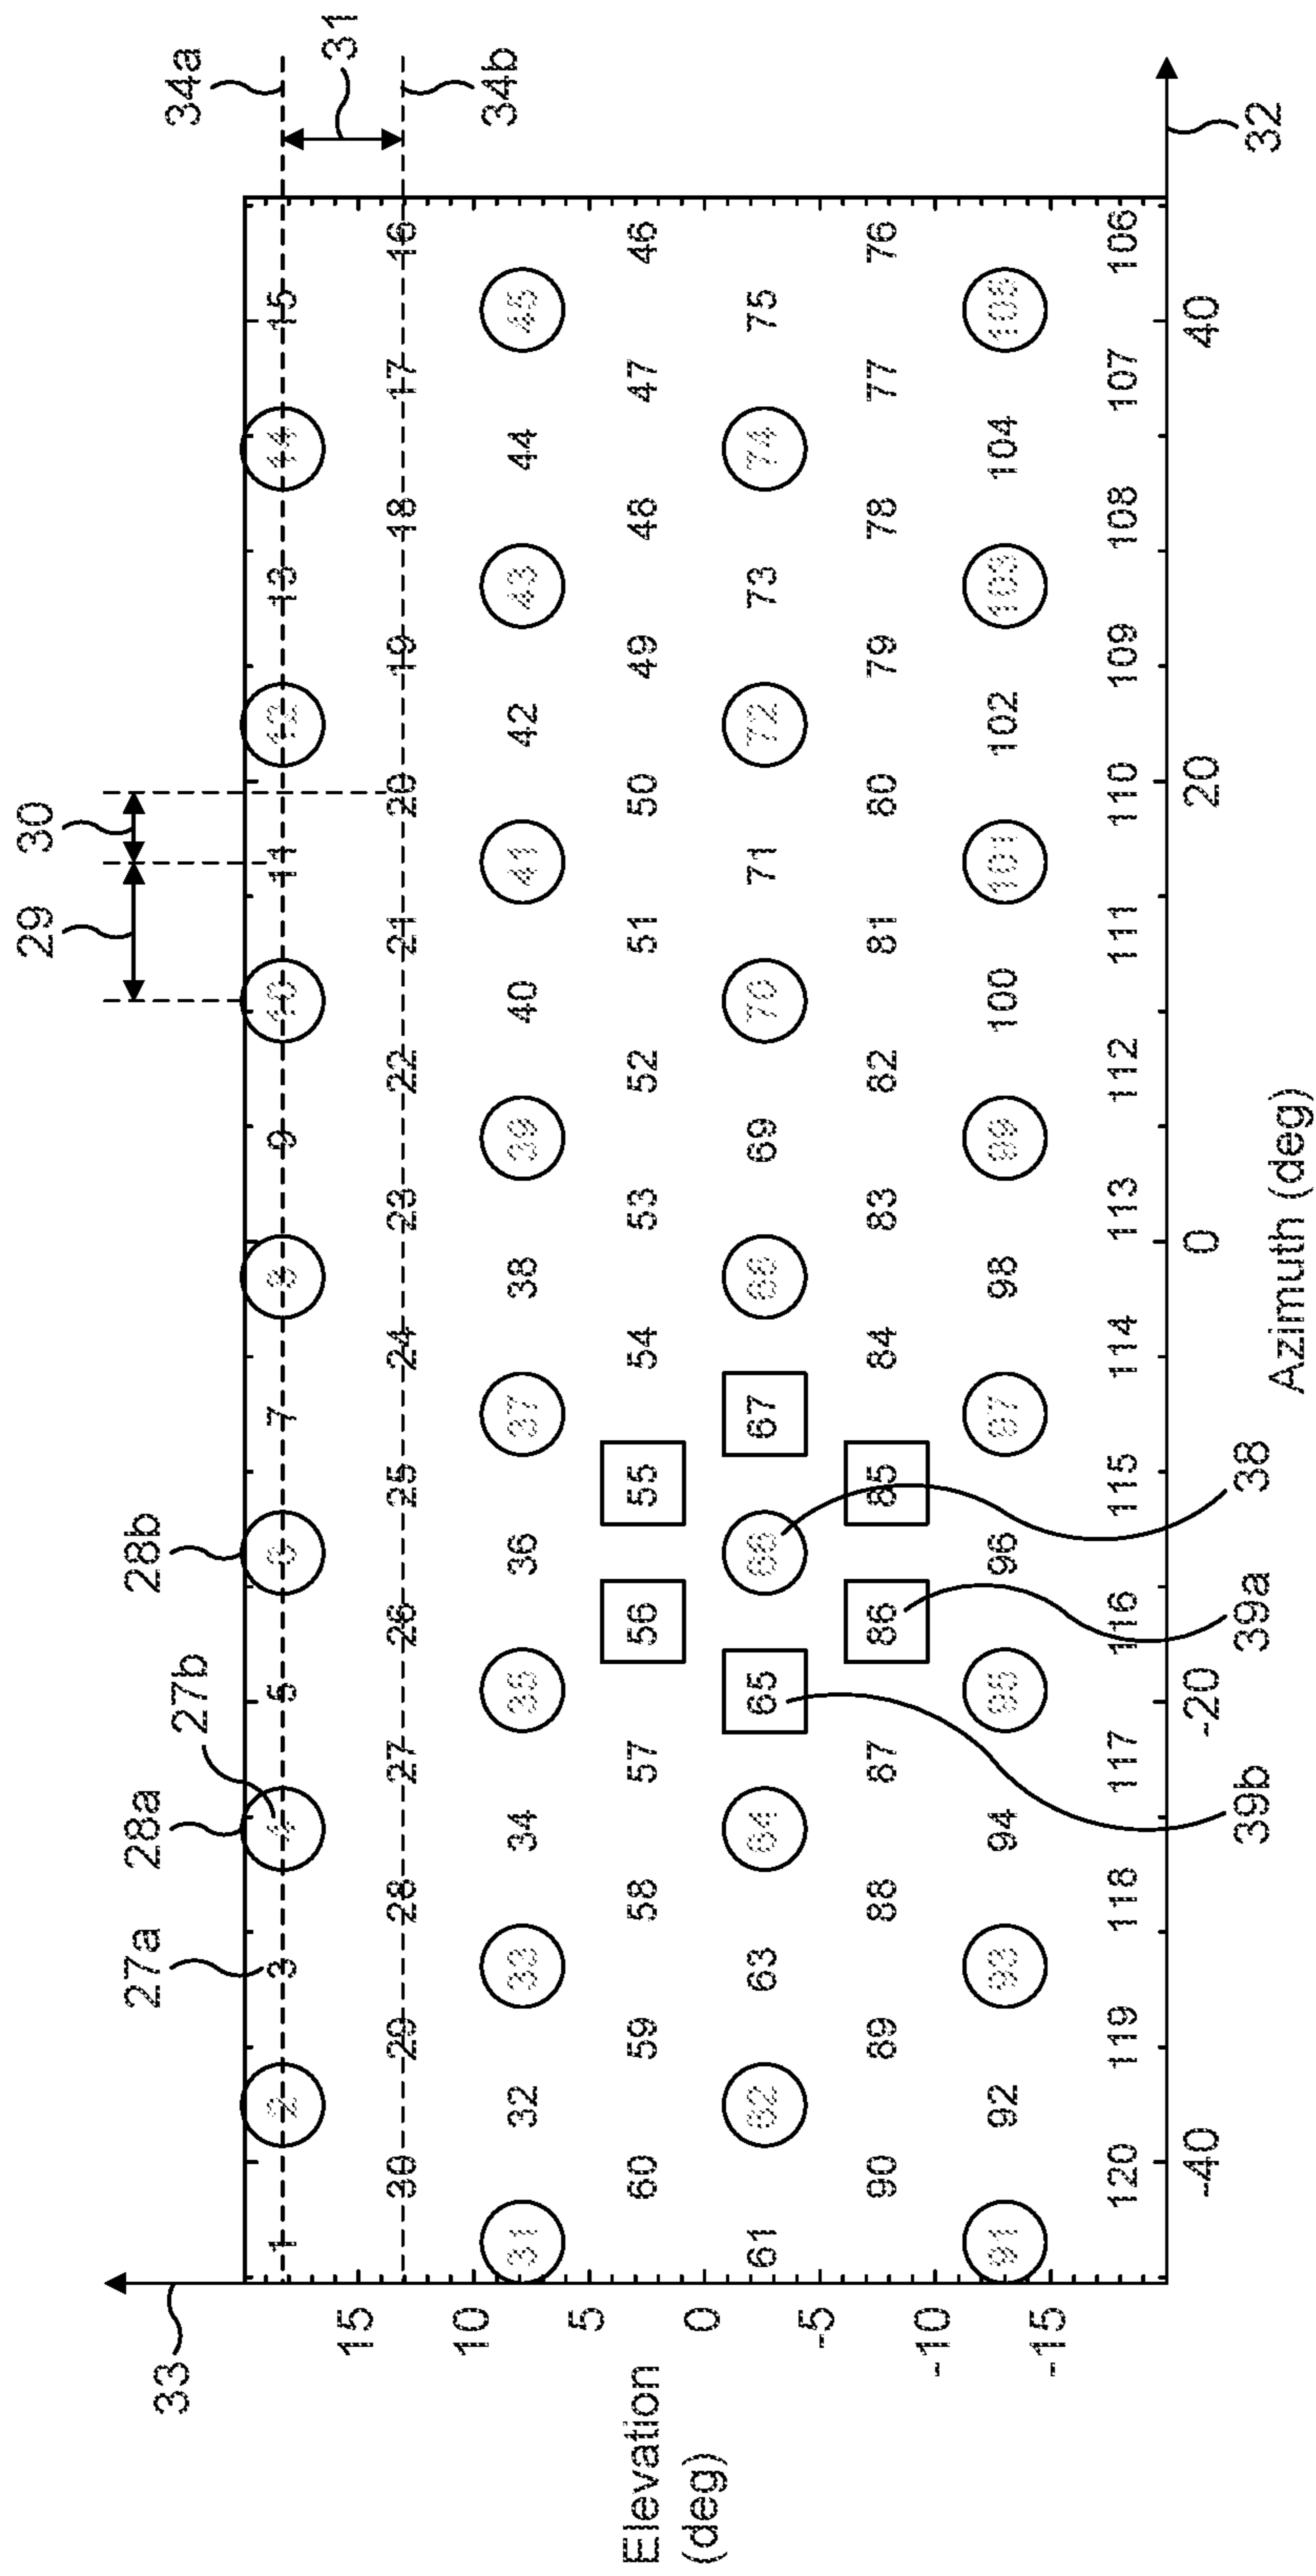 29 30
33 27a 28a 27b 28b 34a
1 2 3 4 5 6 7 8 9 10 11 12 13 14 15 31
15 30 29 28 27 26 25 24 23 22 21 20 19 18 17 16
34b
10 31 32 33 34 35 36 37 38 39 40 41 42 43 44 45
5
Elevation
(deg)
60 59 58 57 56 55 54 53 52 51 50 49 48 47 46
0 61 62 63 64 65 66 67 68 69 70 71 72 73 74 75
-5
90 89 88 87 86 85 84 83 82 81 80 79 78 77 76
-10 91 92 93 94 95 96 97 98 99 100 101 102 103 104 105
-15
120 119 118 117 116 115 114 113 112 111 110 109 108 107 106
-40 -20 0 20 40
39b 39a 38 32
Azimuth (deg)